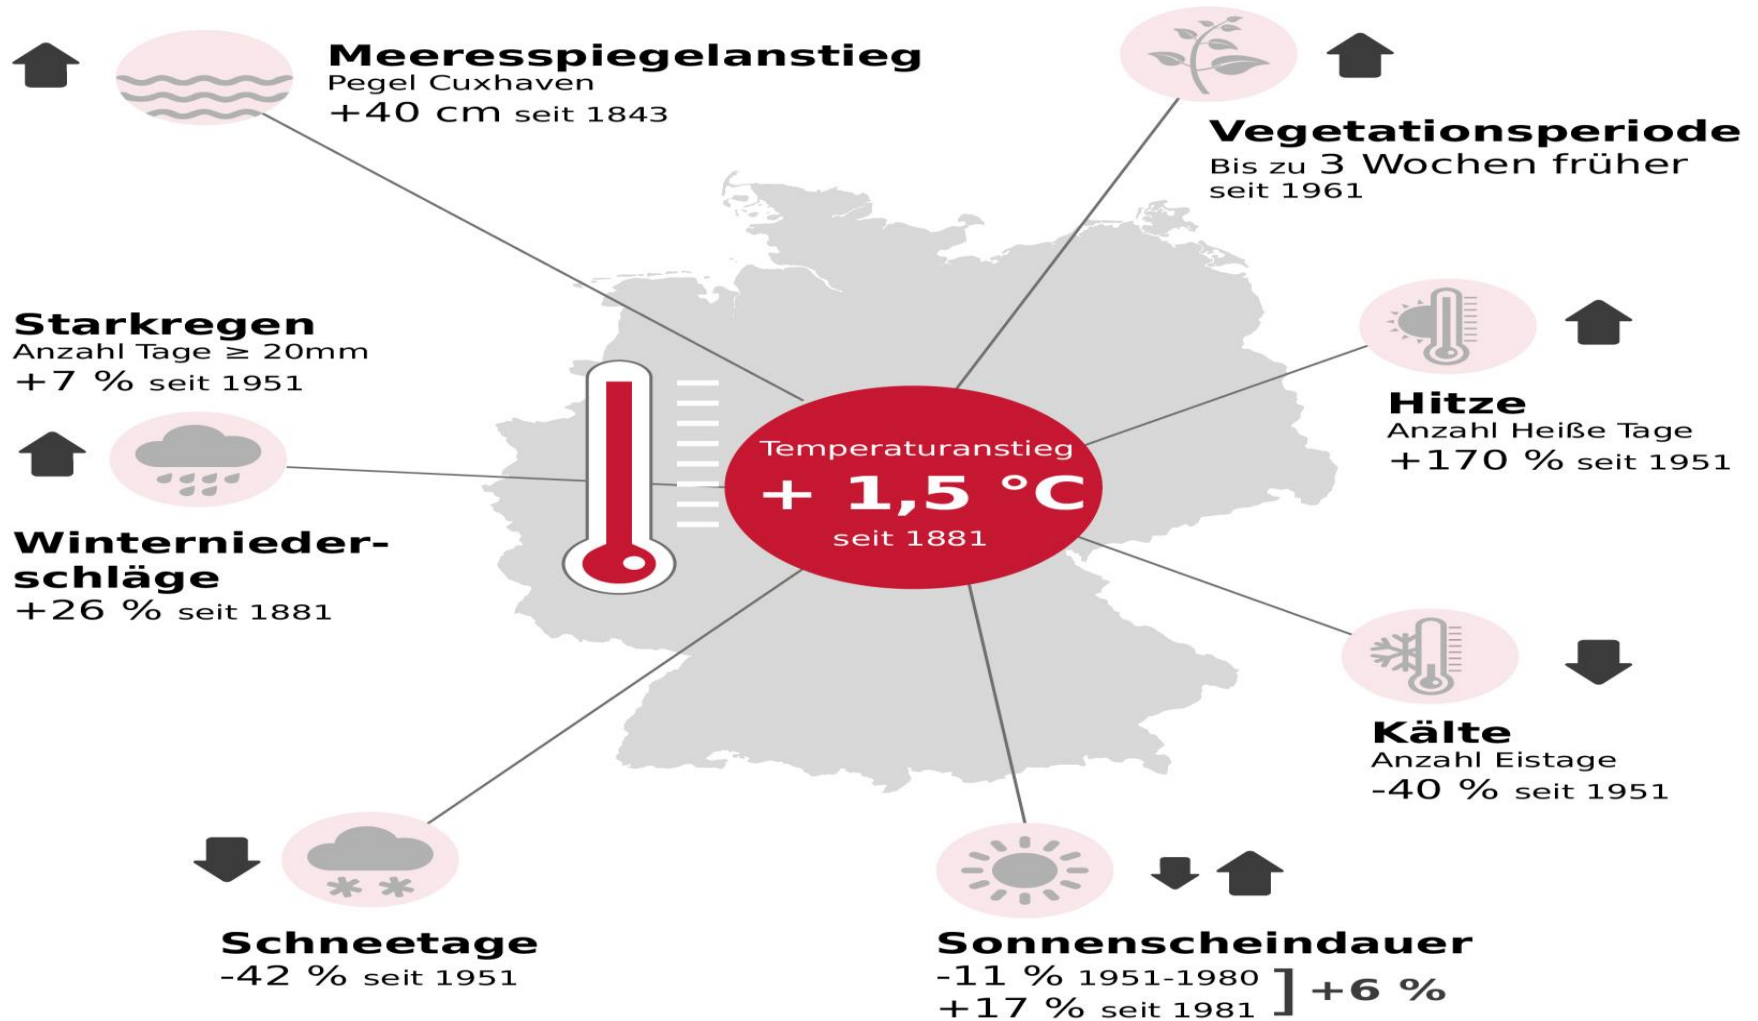 Meeresspiegelanstieg
Pegel Cuxhaven
+40 cm seit 1843
Vegetationsperiode
Bis zu 3 Wochen früher
seit 1961
Starkregen
Anzahl Tage ≥ 20mm
+7 % seit 1951
Hitze
Anzahl Heiße Tage
+170 % seit 1951
Temperaturanstieg
+ 1,5 °C
seit 1881
Winternieder-
schläge
+26 % seit 1881
Kälte
Anzahl Eistage
-40 % seit 1951
Schneetage
-42 % seit 1951
Sonnenscheindauer
-11 % 1951-1980
+17 % seit 1981 ] +6 %